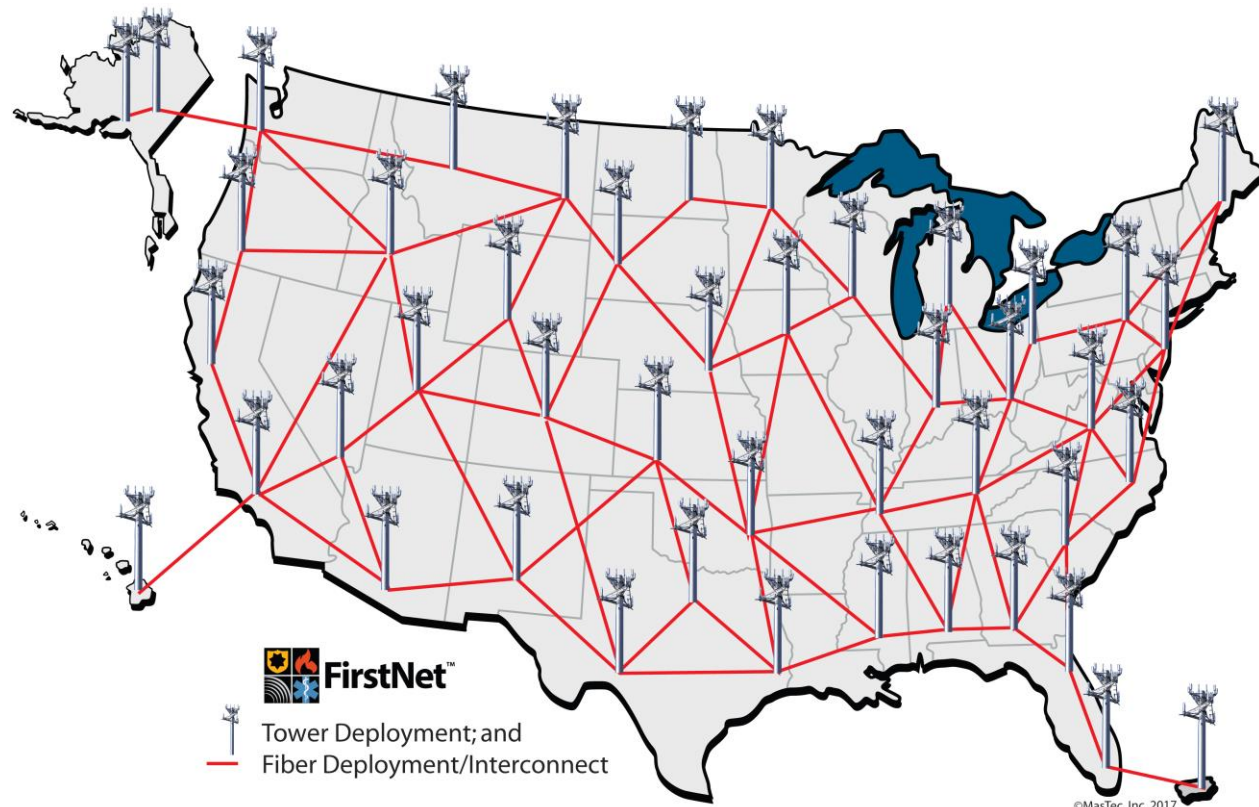 FirstNet™
Tower Deployment; and
Fiber Deployment/Interconnect
©MasTec, Inc. 2017